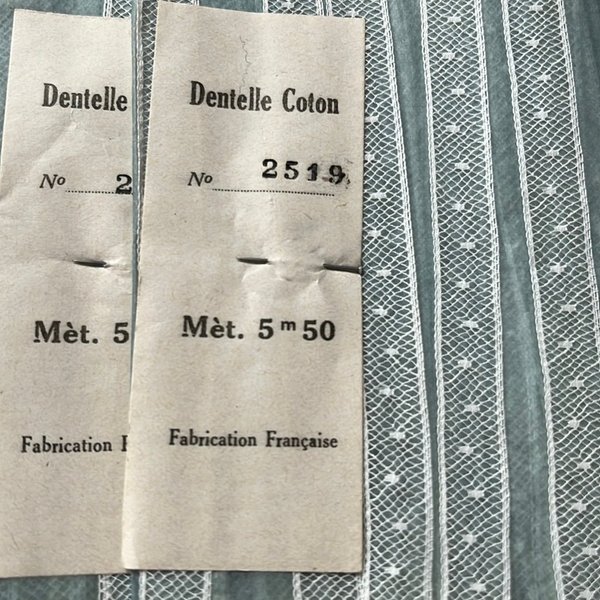 Dentelle
No 2
Mèt. 5
Fabrication
Dentelle Coton
No 2519
Mèt. 5 m 50
Fabrication Française